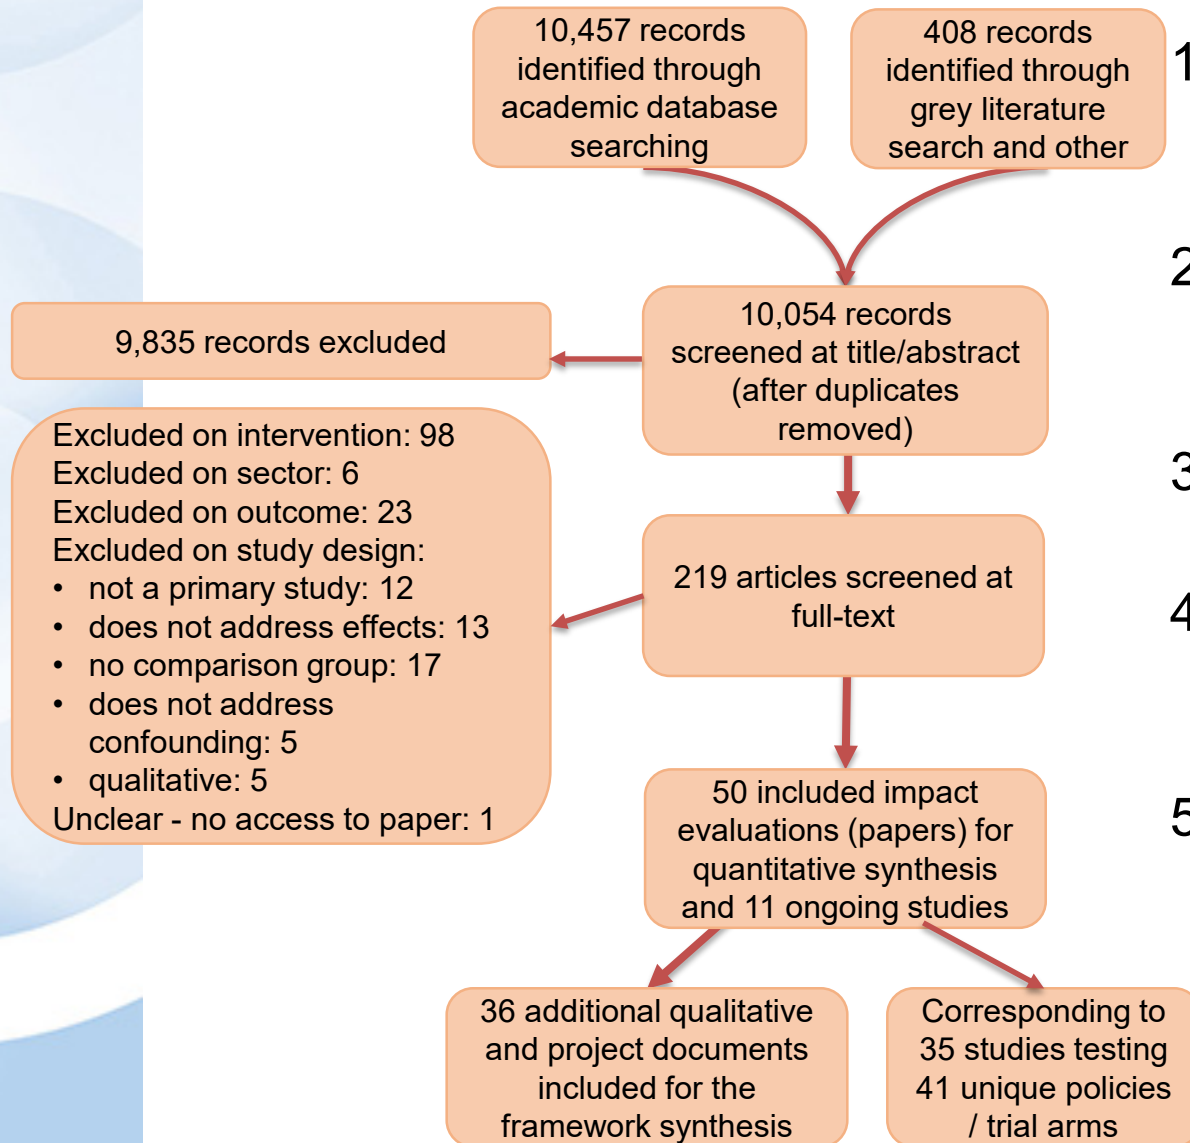 10,457 records
identified through
academic database
searching
408 records
identified through
grey literature
search and other
1
10,054 records
screened at title/abstract
(after duplicates
removed)
2
9,835 records excluded
Excluded on intervention: 98
Excluded on sector: 6
Excluded on outcome: 23
Excluded on study design:
• not a primary study: 12
• does not address effects: 13
• no comparison group: 17
• does not address
confounding: 5
• qualitative: 5
Unclear - no access to paper: 1
3
219 articles screened at
full-text
4
50 included impact
evaluations (papers) for
quantitative synthesis
and 11 ongoing studies
5
36 additional qualitative
and project documents
included for the
framework synthesis
Corresponding to
35 studies testing
41 unique policies
/ trial arms